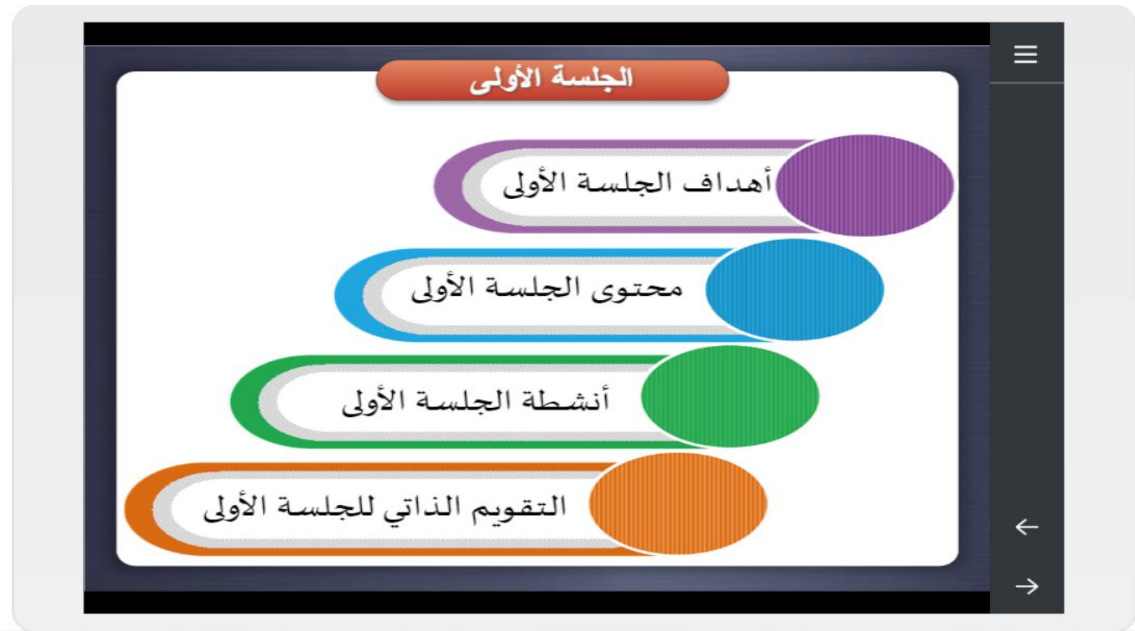 الجلسة الأولى
أهداف الجلسة الأولى
محتوى الجلسة الأولى
أنشطة الجلسة الأولى
التقويم الذاتي للجلسة الأولى